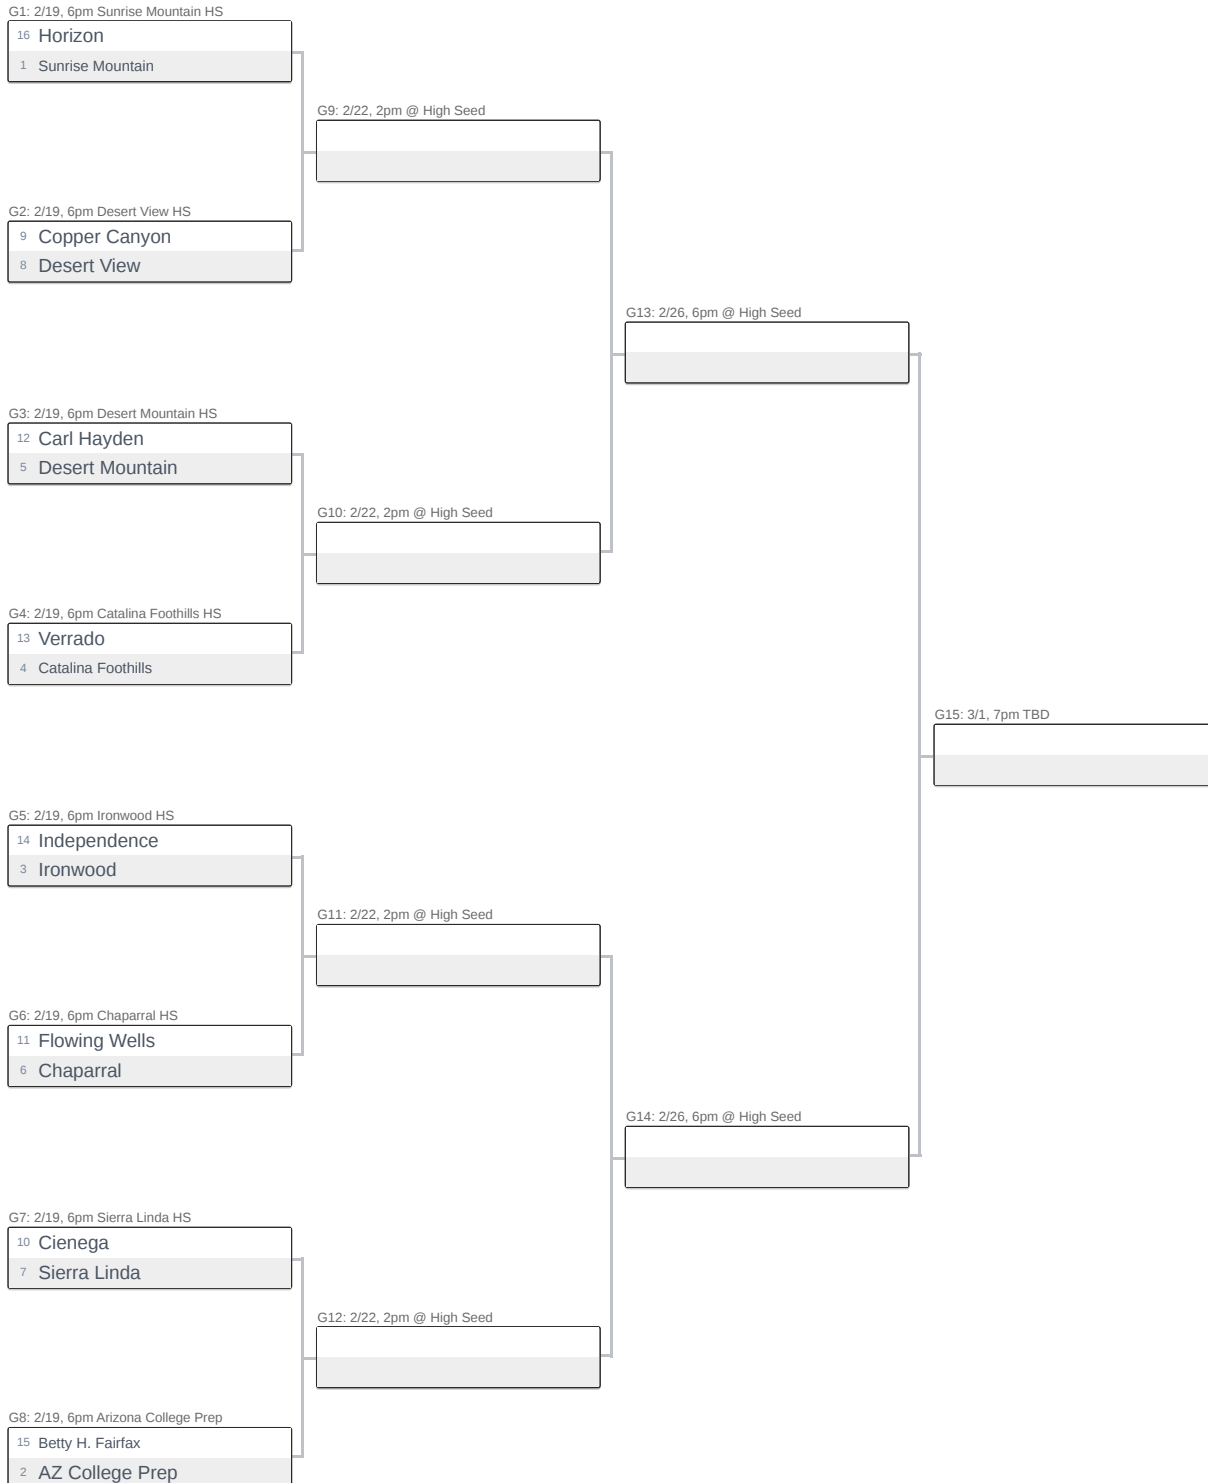 G1: 2/19, 6pm Sunrise Mountain HS
16 Horizon
1 Sunrise Mountain
G9: 2/22, 2pm @ High Seed
G2: 2/19, 6pm Desert View HS
9 Copper Canyon
8 Desert View
G13: 2/26, 6pm @ High Seed
G3: 2/19, 6pm Desert Mountain HS
12 Carl Hayden
5 Desert Mountain
G10: 2/22, 2pm @ High Seed
G4: 2/19, 6pm Catalina Foothills HS
13 Verrado
4 Catalina Foothills
G15: 3/1, 7pm TBD
G5: 2/19, 6pm Ironwood HS
14 Independence
3 Ironwood
G11: 2/22, 2pm @ High Seed
G6: 2/19, 6pm Chaparral HS
11 Flowing Wells
6 Chaparral
G14: 2/26, 6pm @ High Seed
G7: 2/19, 6pm Sierra Linda HS
10 Cienega
7 Sierra Linda
G12: 2/22, 2pm @ High Seed
G8: 2/19, 6pm Arizona College Prep
15 Betty H. Fairfax
2 AZ College Prep